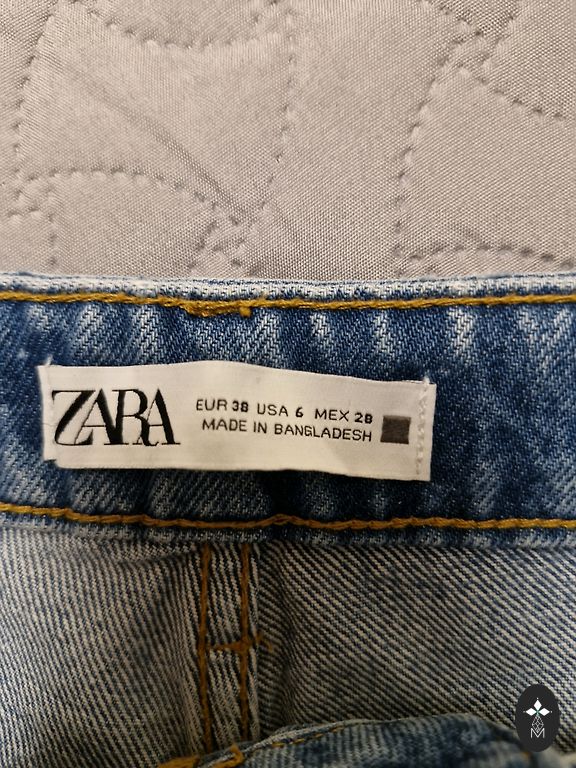 ZARA
EUR 38 USA 6 MEX 28
MADE IN BANGLADESH
M